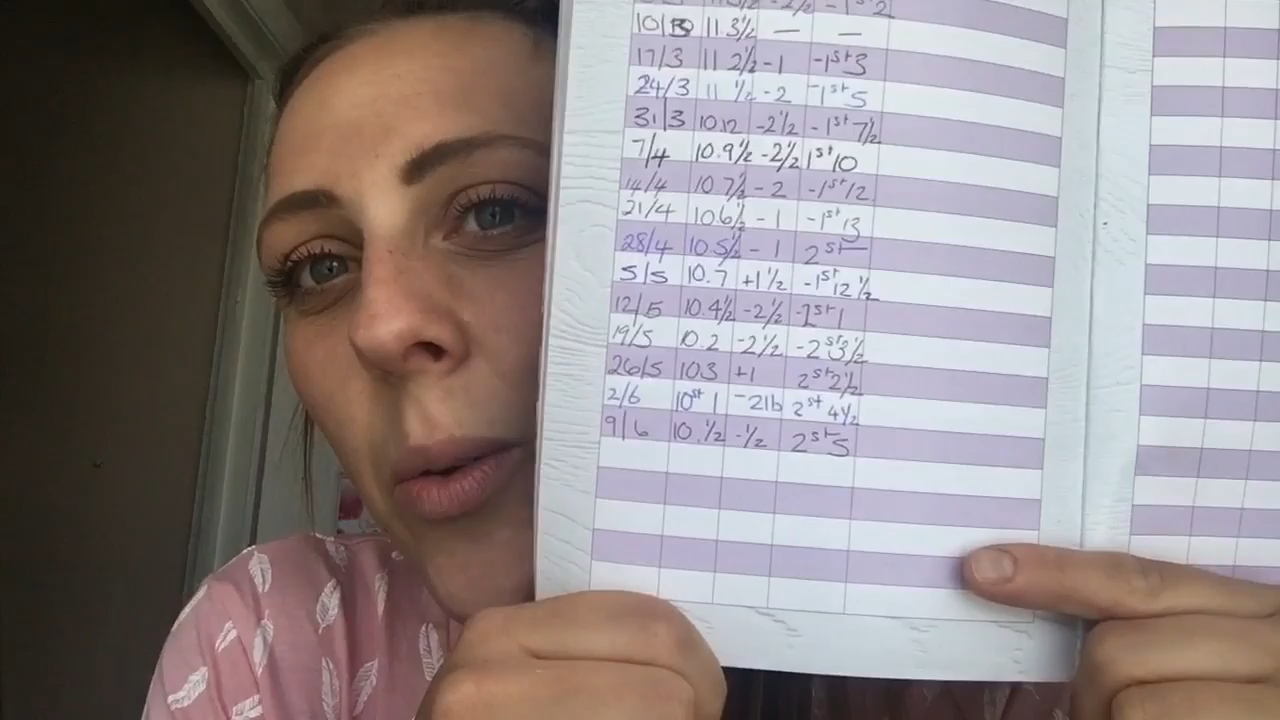 10/3 11.3½ — —
17/3 11 2½ -1 -1st 3
24/3 11 ½ -2 -1st 5
31/3 10.12 -2½ -1st 7½
7/4 10.9½ -2½ 1st 10
14/4 10.7½ -2 -1st 12
21/4 10.6½ -1 -1st 13
28/4 10.5½ -1 2st —
5/5 10.7 +1½ -1st 12½
12/5 10.4½ -2½ -2st 1
19/5 10.2 -2½ -2st 3½
26/5 10.3 +1 2st 2½
2/6 10st 1 -2lb 2st 4½
9/6 10.½ -½ 2st 5